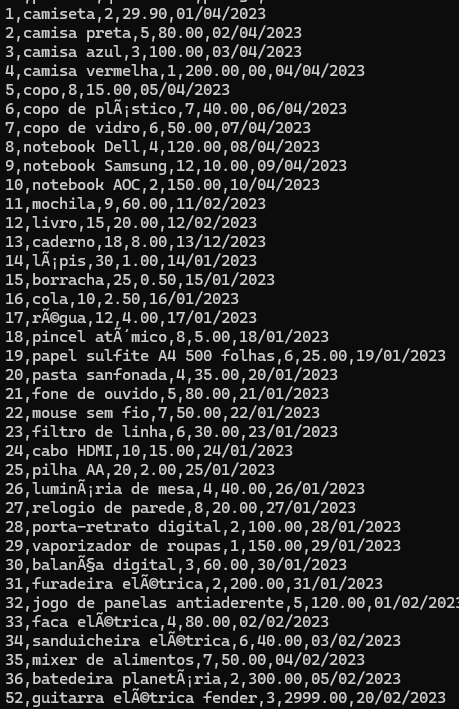 1,camiseta,2,29.90,01/04/2023
2,camisa preta,5,80.00,02/04/2023
3,camisa azul,3,100.00,03/04/2023
4,camisa vermelha,1,200.00,00,04/04/2023
5,copo,8,15.00,05/04/2023
6,copo de plÃ¡stico,7,40.00,06/04/2023
7,copo de vidro,6,50.00,07/04/2023
8,notebook Dell,4,120.00,08/04/2023
9,notebook Samsung,12,10.00,09/04/2023
10,notebook AOC,2,150.00,10/04/2023
11,mochila,9,60.00,11/02/2023
12,livro,15,20.00,12/02/2023
13,caderno,18,8.00,13/12/2023
14,lÃ¡pis,30,1.00,14/01/2023
15,borracha,25,0.50,15/01/2023
16,cola,10,2.50,16/01/2023
17,rÃ©gua,12,4.00,17/01/2023
18,pincel atÃ´mico,8,5.00,18/01/2023
19,papel sulfite A4 500 folhas,6,25.00,19/01/2023
20,pasta sanfonada,4,35.00,20/01/2023
21,fone de ouvido,5,80.00,21/01/2023
22,mouse sem fio,7,50.00,22/01/2023
23,filtro de linha,6,30.00,23/01/2023
24,cabo HDMI,10,15.00,24/01/2023
25,pilha AA,20,2.00,25/01/2023
26,luminÃ¡ria de mesa,4,40.00,26/01/2023
27,relogio de parede,8,20.00,27/01/2023
28,porta-retrato digital,2,100.00,28/01/2023
29,vaporizador de roupas,1,150.00,29/01/2023
30,balanÃ§a digital,3,60.00,30/01/2023
31,furadeira elÃ©trica,2,200.00,31/01/2023
32,jogo de panelas antiaderente,5,120.00,01/02/2023
33,faca elÃ©trica,4,80.00,02/02/2023
34,sanduicheira elÃ©trica,6,40.00,03/02/2023
35,mixer de alimentos,7,50.00,04/02/2023
36,batedeira planetÃ¡ria,2,300.00,05/02/2023
52,guitarra elÃ©trica fender,3,2999.00,20/02/2023